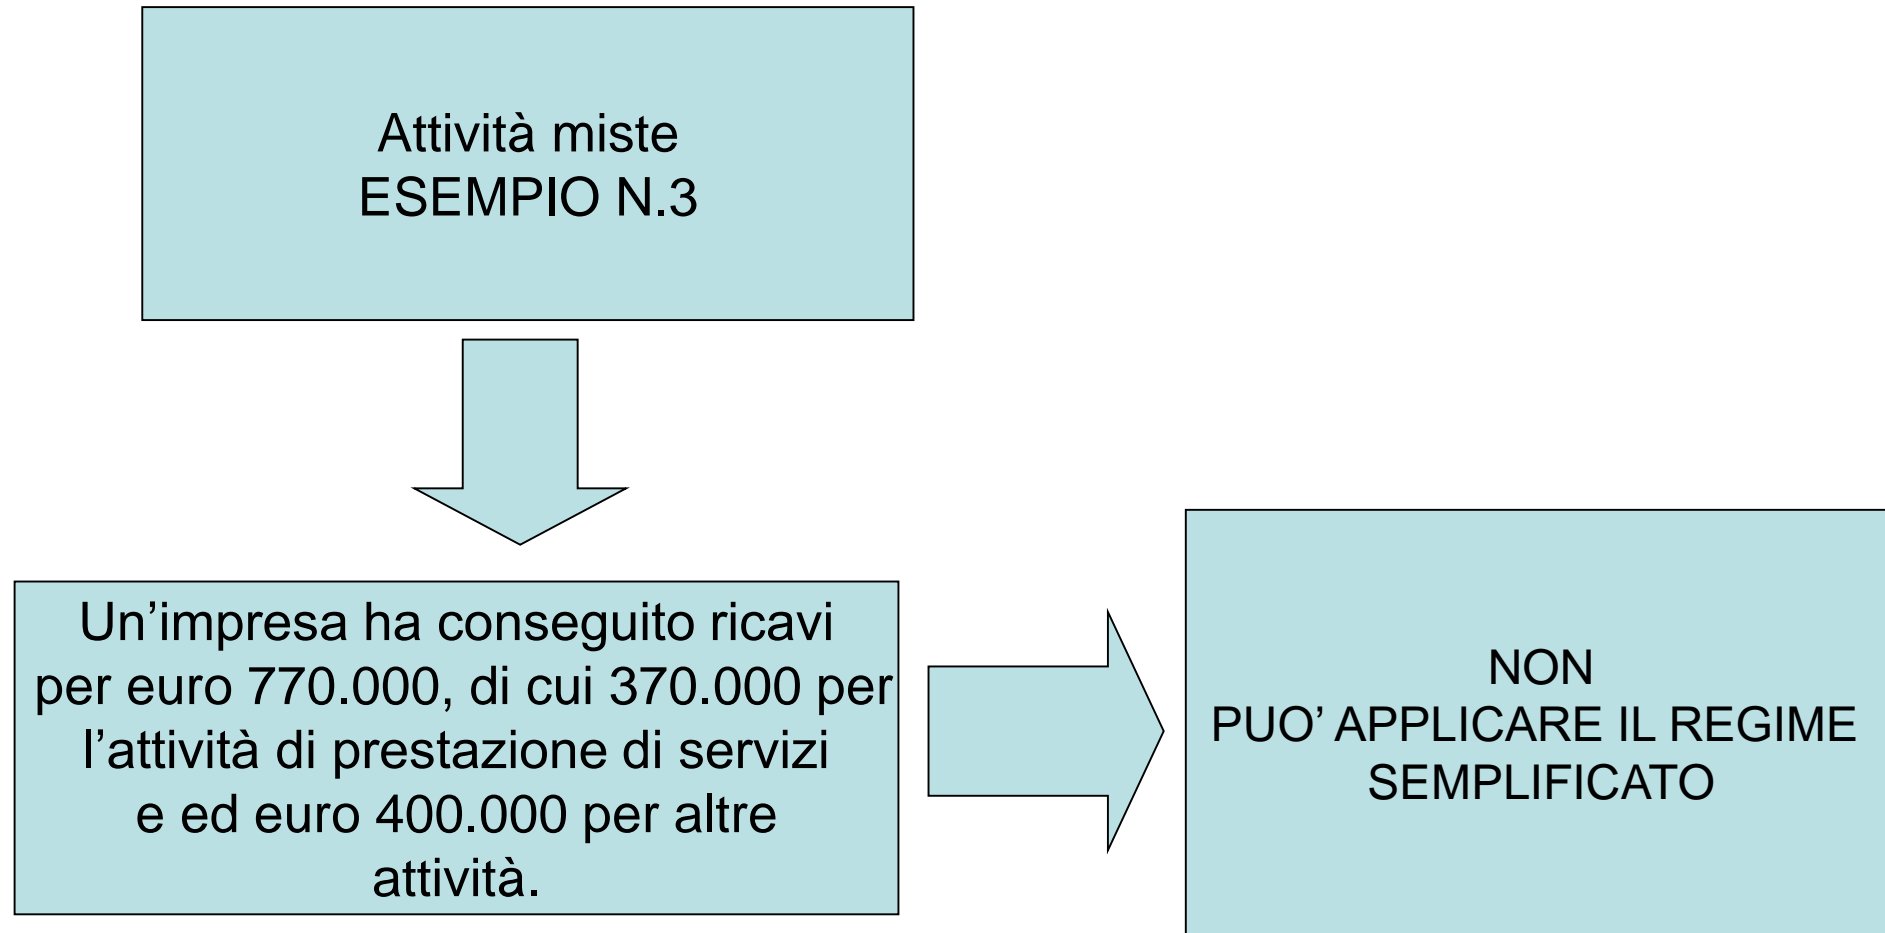 Attività miste
ESEMPIO N.3
Un’impresa ha conseguito ricavi
per euro 770.000, di cui 370.000 per
l’attività di prestazione di servizi
e ed euro 400.000 per altre
attività.
NON
PUO’ APPLICARE IL REGIME
SEMPLIFICATO